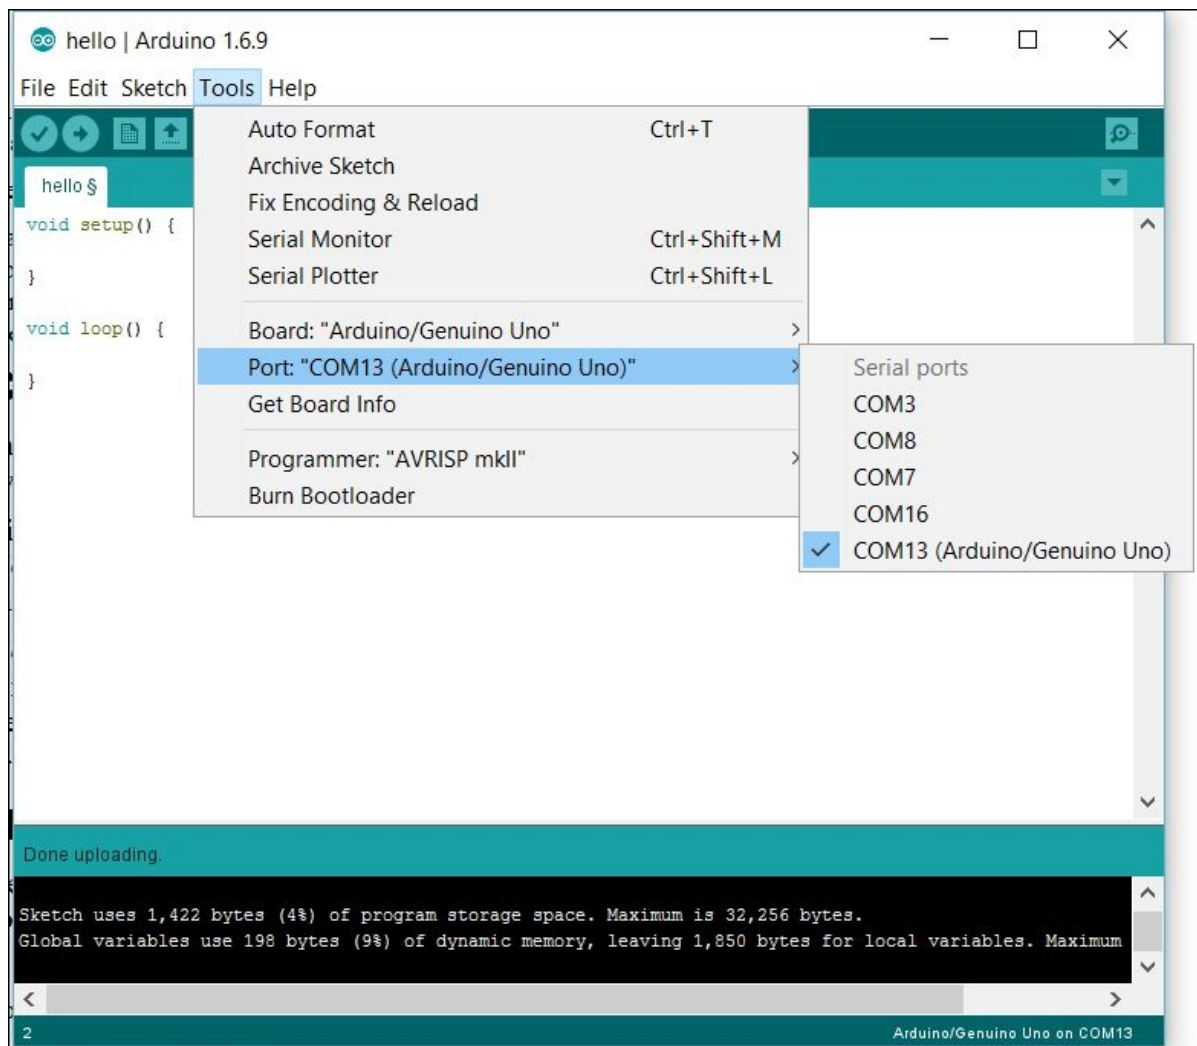 hello | Arduino 1.6.9
File Edit Sketch Tools Help
Auto Format Ctrl+T
Archive Sketch
Fix Encoding & Reload
Serial Monitor Ctrl+Shift+M
Serial Plotter Ctrl+Shift+L
Board: "Arduino/Genuino Uno"
Port: "COM13 (Arduino/Genuino Uno)"
Get Board Info
Programmer: "AVRISP mkII"
Burn Bootloader
Serial ports
COM3
COM8
COM7
COM16
COM13 (Arduino/Genuino Uno)
hello §
void setup() {
}
void loop() {
}
Done uploading.
Sketch uses 1,422 bytes (4%) of program storage space. Maximum is 32,256 bytes.
Global variables use 198 bytes (9%) of dynamic memory, leaving 1,850 bytes for local variables. Maximum
2 Arduino/Genuino Uno on COM13